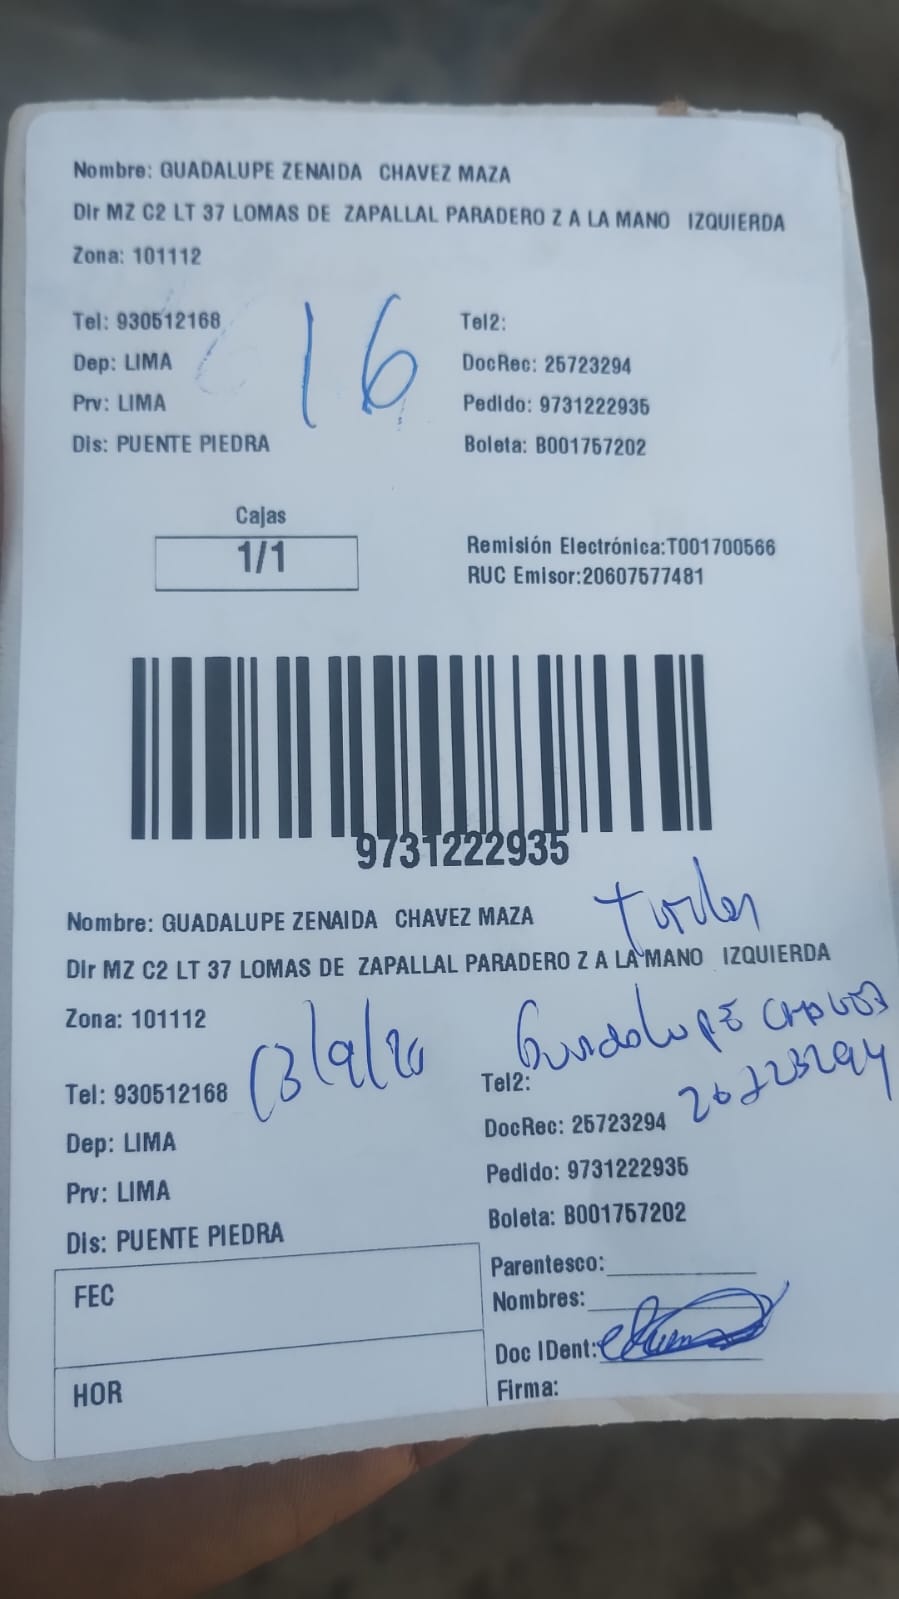 Nombre: GUADALUPE ZENAIDA CHAVEZ MAZA
Dir MZ C2 LT 37 LOMAS DE ZAPALLAL PARADERO Z A LA MANO IZQUIERDA
Zona: 101112
Tel: 930512168
Tel2:
16
Dep: LIMA
DocRec: 25723294
Prv: LIMA
Pedido: 9731222935
Dis: PUENTE PIEDRA
Boleta: B001757202
Cajas
1/1
Remisión Electrónica:T001700566
RUC Emisor:20607577481
9731222935
Nombre: GUADALUPE ZENAIDA CHAVEZ MAZA
Dir MZ C2 LT 37 LOMAS DE ZAPALLAL PARADERO Z A LA MANO IZQUIERDA
Zona: 101112
Guadalupe
Tel: 930512168
Tel2:
Dep: LIMA
DocRec: 25723294
Prv: LIMA
Pedido: 9731222935
Dis: PUENTE PIEDRA
Boleta: B001757202
FEC
Parentesco:
Nombres:
Doc IDent:
HOR
Firma: